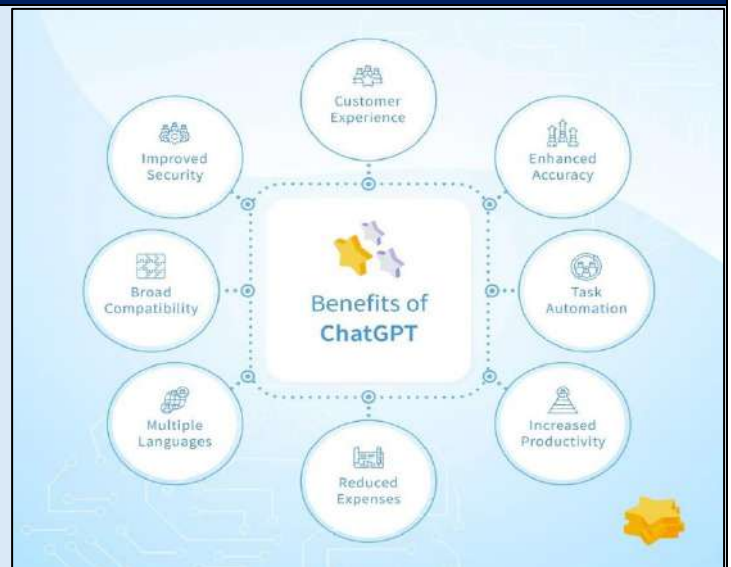 Customer
Experience
Improved
Security
Enhanced
Accuracy
Broad
Compatibility
Benefits of
ChatGPT
Task
Automation
Multiple
Languages
Increased
Productivity
Reduced
Expenses